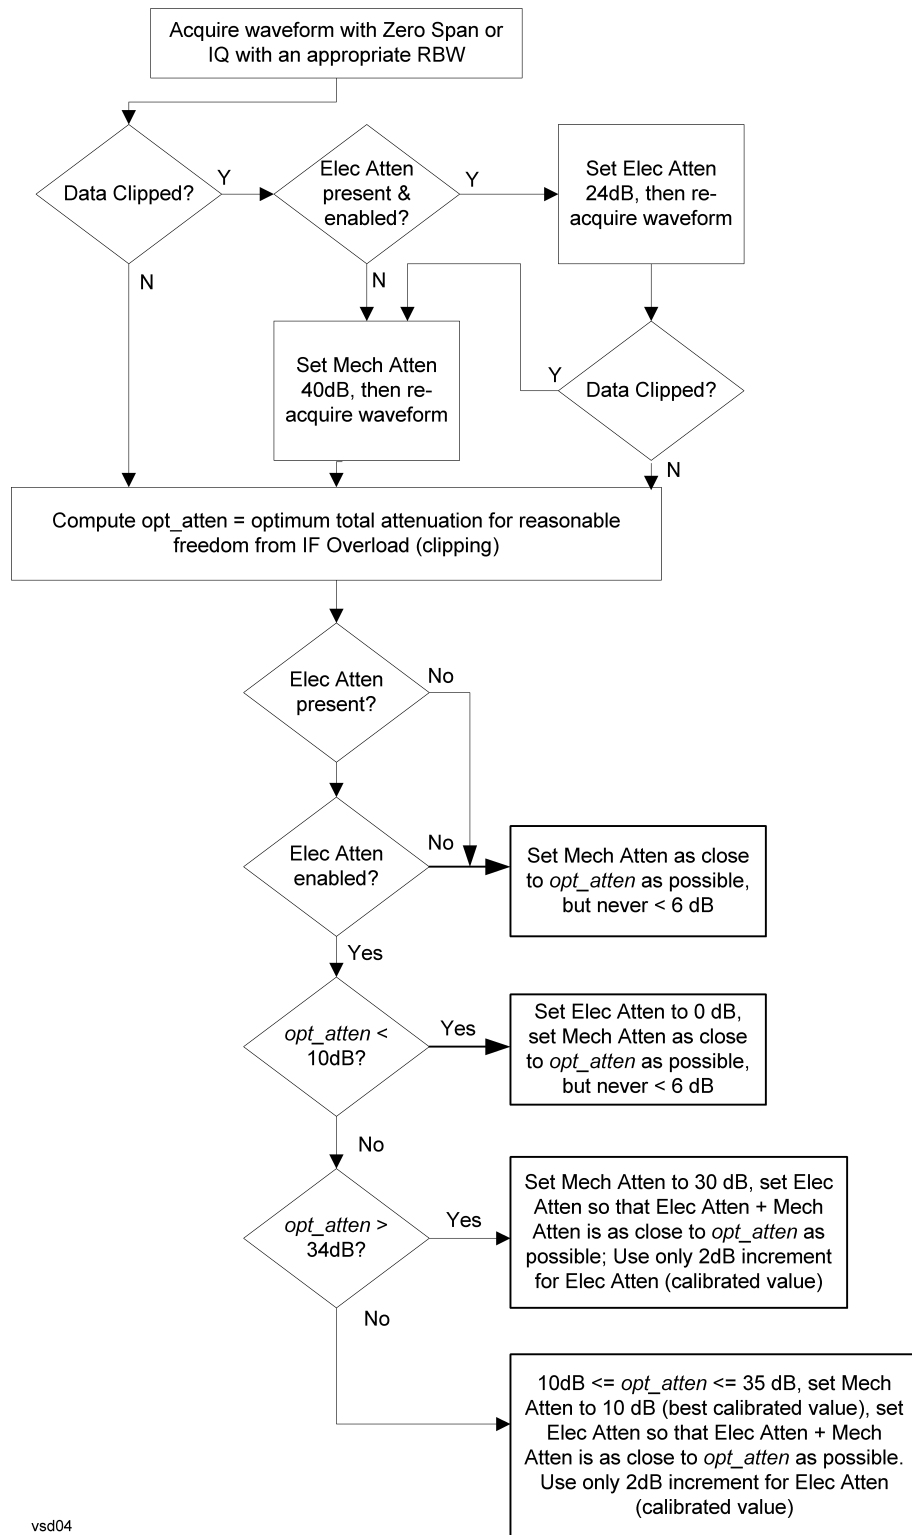 Acquire waveform with Zero Span or
IQ with an appropriate RBW
Data Clipped?
Y
Elec Atten
present &
enabled?
Y
Set Elec Atten
24dB, then re-
acquire waveform
N
N
Set Mech Atten
40dB, then re-
acquire waveform
Y
Data Clipped?
N
Compute opt_atten = optimum total attenuation for reasonable
freedom from IF Overload (clipping)
Elec Atten
present?
No
Elec Atten
enabled?
No
Set Mech Atten as close
to opt_atten as possible,
but never < 6 dB
Yes
opt_atten <
10dB?
Yes
Set Elec Atten to 0 dB,
set Mech Atten as close
to opt_atten as possible,
but never < 6 dB
No
opt_atten >
34dB?
Yes
Set Mech Atten to 30 dB, set Elec
Atten so that Elec Atten + Mech
Atten is as close to opt_atten as
possible; Use only 2dB increment
for Elec Atten (calibrated value)
No
10dB <= opt_atten <= 35 dB, set Mech
Atten to 10 dB (best calibrated value), set
Elec Atten so that Elec Atten + Mech
Atten is as close to opt_atten as possible.
Use only 2dB increment for Elec Atten
(calibrated value)
vsd04